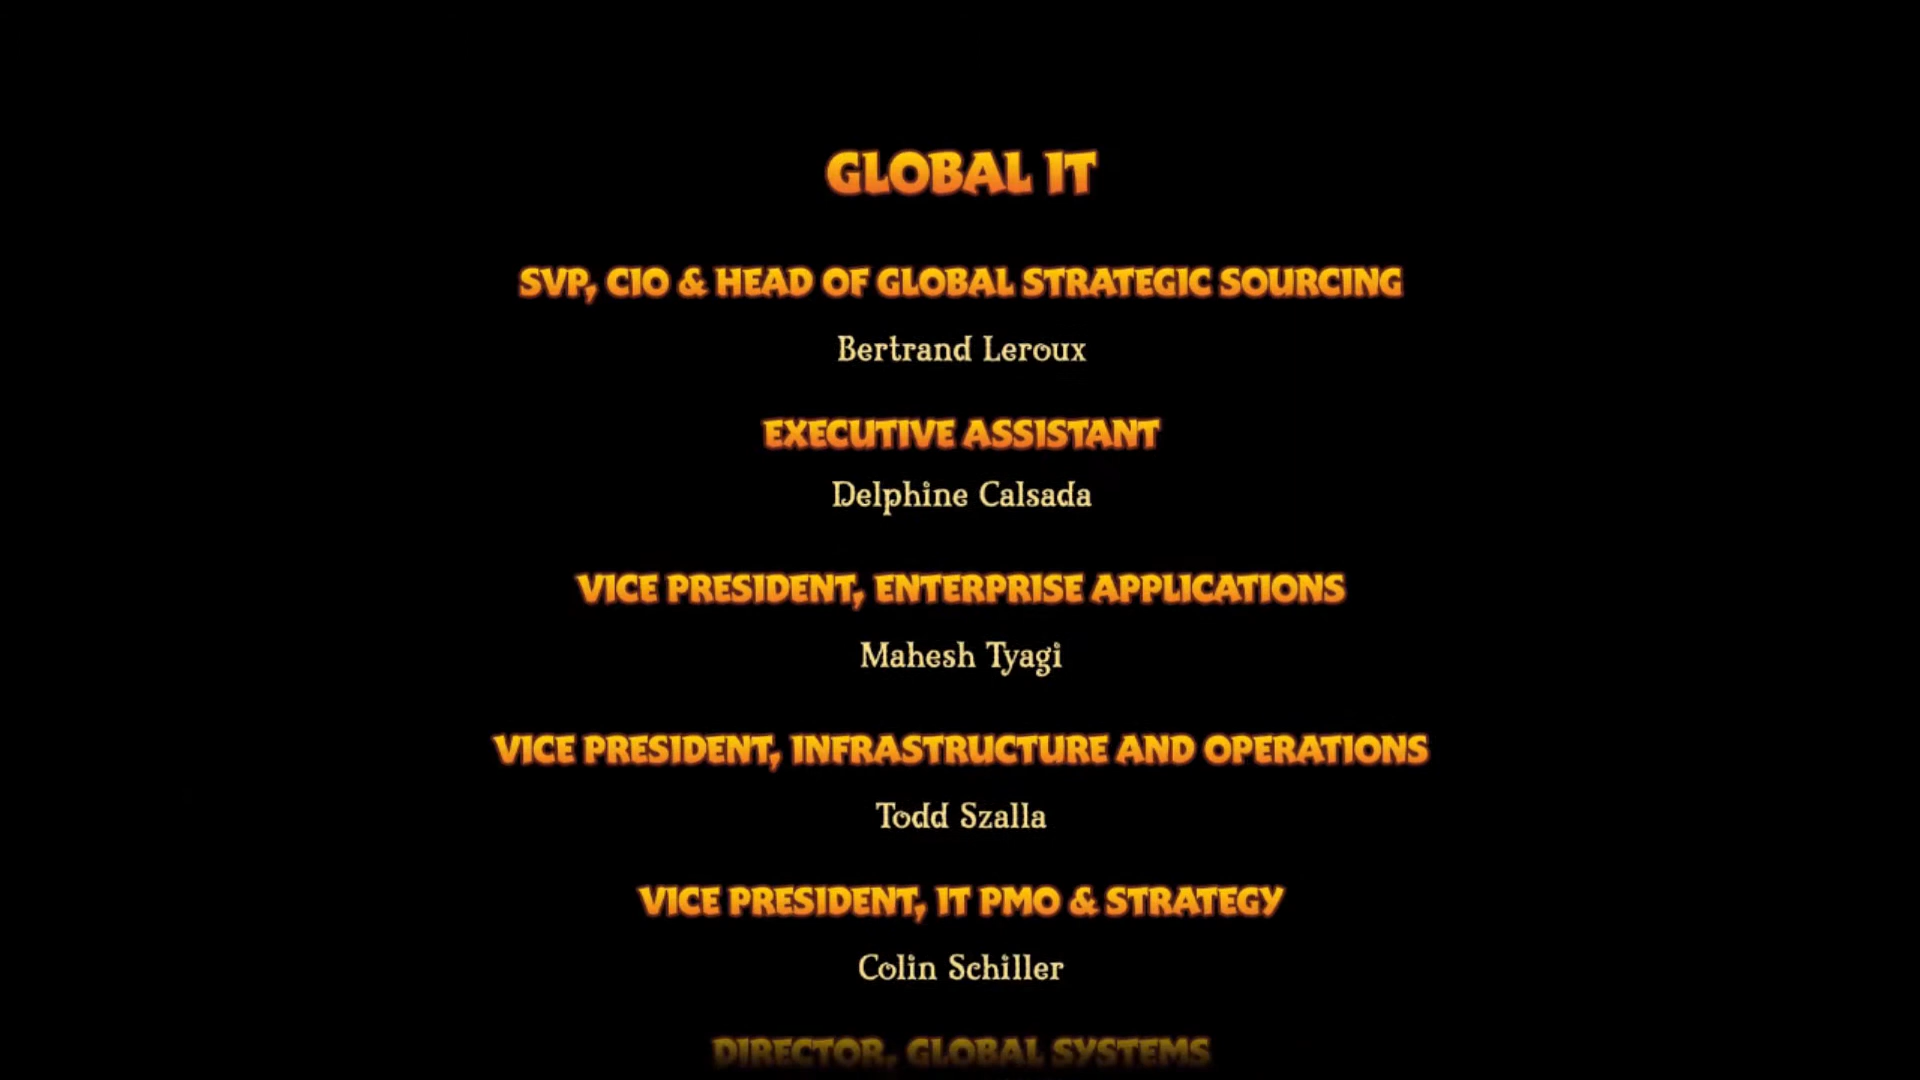 GLOBAL IT
SVP, CIO & HEAD OF GLOBAL STRATEGIC SOURCING
Bertrand Leroux
EXECUTIVE ASSISTANT
Delphine Calsada
VICE PRESIDENT, ENTERPRISE APPLICATIONS
Mahesh Tyagi
VICE PRESIDENT, INFRASTRUCTURE AND OPERATIONS
Todd Szalla
VICE PRESIDENT, IT PMO & STRATEGY
Colin Schiller
DIRECTOR, GLOBAL SYSTEMS